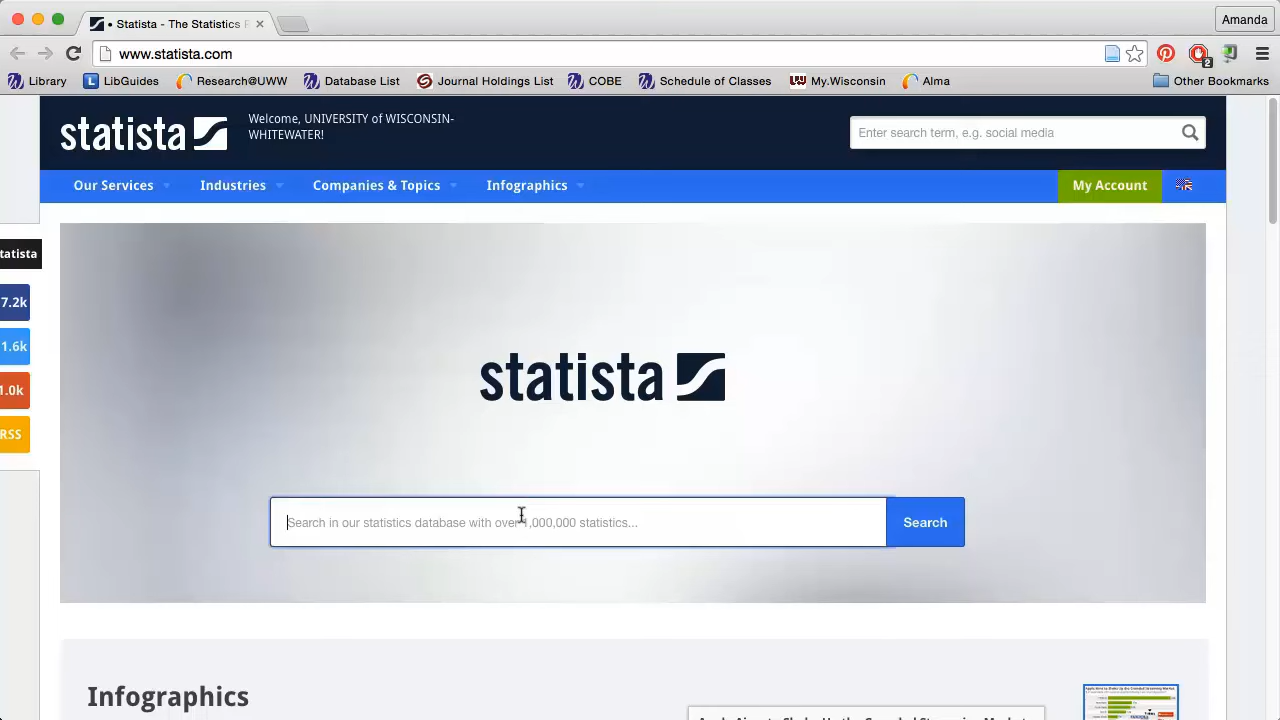 • Statista - The Statistics
Amanda
www.statista.com
2
Library
LibGuides
Research@UWW
Database List
Journal Holdings List
COBE
Schedule of Classes
My.Wisconsin
Alma
Other Bookmarks
statista
Welcome, UNIVERSITY of WISCONSIN-
WHITEWATER!
Enter search term, e.g. social media
Our Services
Industries
Companies & Topics
Infographics
My Account
tatista
7.2k
1.6k
1.0k
RSS
statista
Search in our statistics database with over 1,000,000 statistics...
Search
Infographics